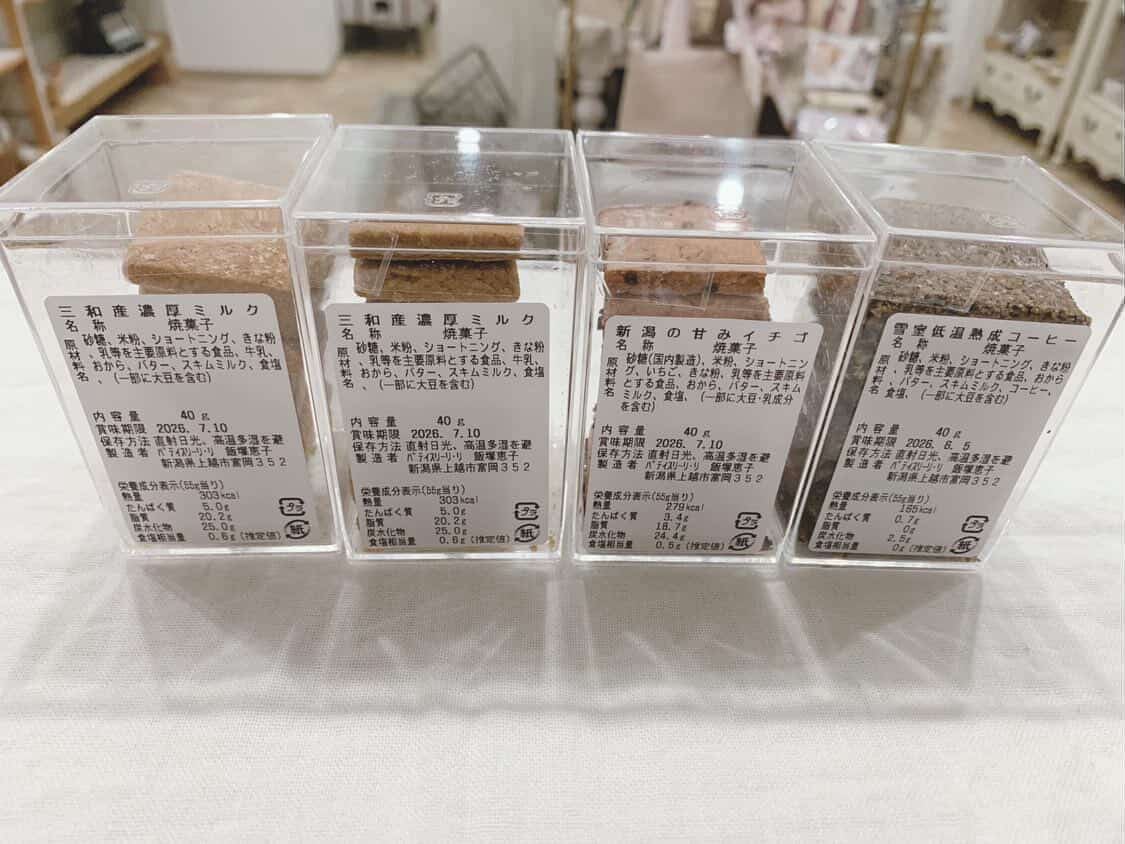 三和産濃厚ミルク
名称 焼菓子
原材料名 砂糖、米粉、ショートニング、きな粉
、乳等を主要原料とする食品、牛乳、
おから、バター、スキムミルク、食塩
、（一部に大豆を含む）
内容量 40g
賞味期限 2026. 7.10
保存方法 直射日光、高温多湿を避
製造者 パティスリーリ・リ 飯塚恵子
新潟県上越市富岡352
栄養成分表示(55g当り)
熱量 303kcal
たんぱく質 5.0g
脂質 20.2g
炭水化物 25.0g
食塩相当量 0.6g(推定値)
プラ
紙
三和産濃厚ミルク
名称 焼菓子
原材料名 砂糖、米粉、ショートニング、きな粉
、乳等を主要原料とする食品、牛乳、
おから、バター、スキムミルク、食塩
、（一部に大豆を含む）
内容量 40g
賞味期限 2026. 7.10
保存方法 直射日光、高温多湿を避
製造者 パティスリーリ・リ 飯塚恵子
新潟県上越市富岡352
栄養成分表示(55g当り)
熱量 303kcal
たんぱく質 5.0g
脂質 20.2g
炭水化物 25.0g
食塩相当量 0.6g(推定値)
プラ
紙
新潟の甘みイチゴ
名称 焼菓子
原材料名 砂糖(国内製造)、米粉、ショートニン
グ、いちご、きな粉、乳等を主要原料
とする食品、おから、バター、スキム
ミルク、食塩、（一部に大豆・乳成分
を含む）
内容量 40g
賞味期限 2026. 7.10
保存方法 直射日光、高温多湿を避
製造者 パティスリーリ・リ 飯塚恵子
新潟県上越市富岡352
栄養成分表示(55g当り)
熱量 279kcal
たんぱく質 3.4g
脂質 18.7g
炭水化物 24.4g
食塩相当量 0.5g(推定値)
プラ
紙
雪室低温熟成コーヒー
名称 焼菓子
原材料名 砂糖、米粉、ショートニング、きな粉
、乳等を主要原料とする食品、おから
、バター、スキムミルク、コーヒー、
食塩、（一部に大豆を含む）
内容量 40g
賞味期限 2026. 6. 5
保存方法 直射日光、高温多湿を避
製造者 パティスリーリ・リ 飯塚恵子
新潟県上越市富岡352
栄養成分表示(55g当り)
熱量 165kcal
たんぱく質 0.7g
脂質 0g
炭水化物 2.5g
食塩相当量 0g(推定値)
プラ
紙